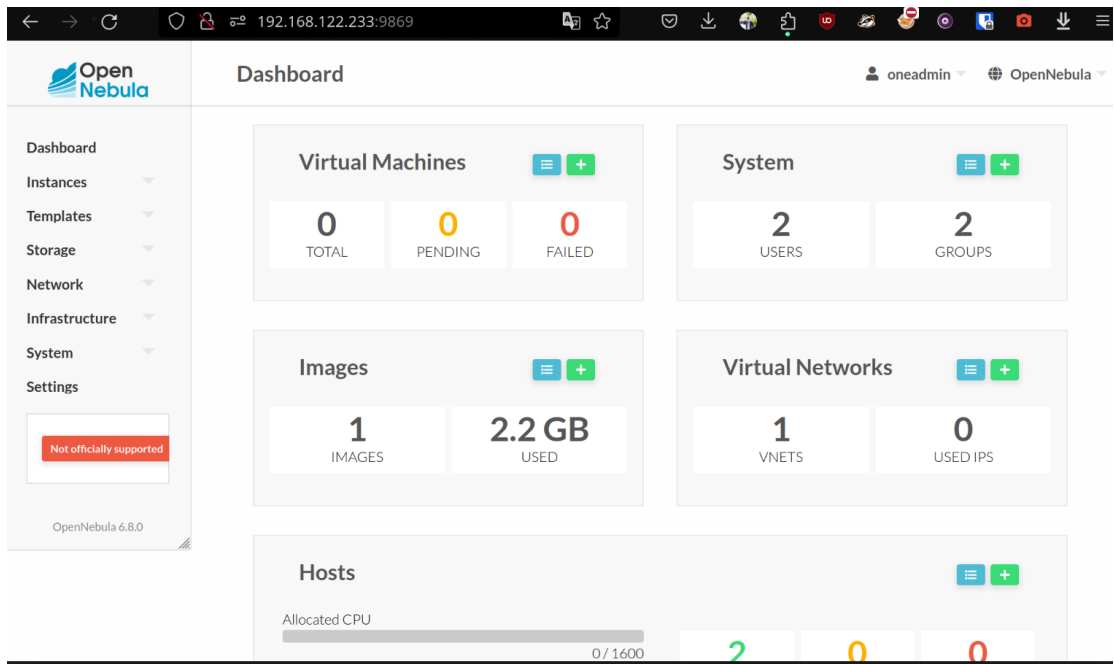 192.168.122.233:9869
Open
Nebula
Dashboard
oneadmin
OpenNebula
Dashboard
Instances
Templates
Storage
Network
Infrastructure
System
Settings
Not officially supported
OpenNebula 6.8.0
Virtual Machines
0
TOTAL
0
PENDING
0
FAILED
System
2
USERS
2
GROUPS
Images
1
IMAGES
2.2 GB
USED
Virtual Networks
1
VNETS
0
USED IPS
Hosts
Allocated CPU
0 / 1600
2
0
0